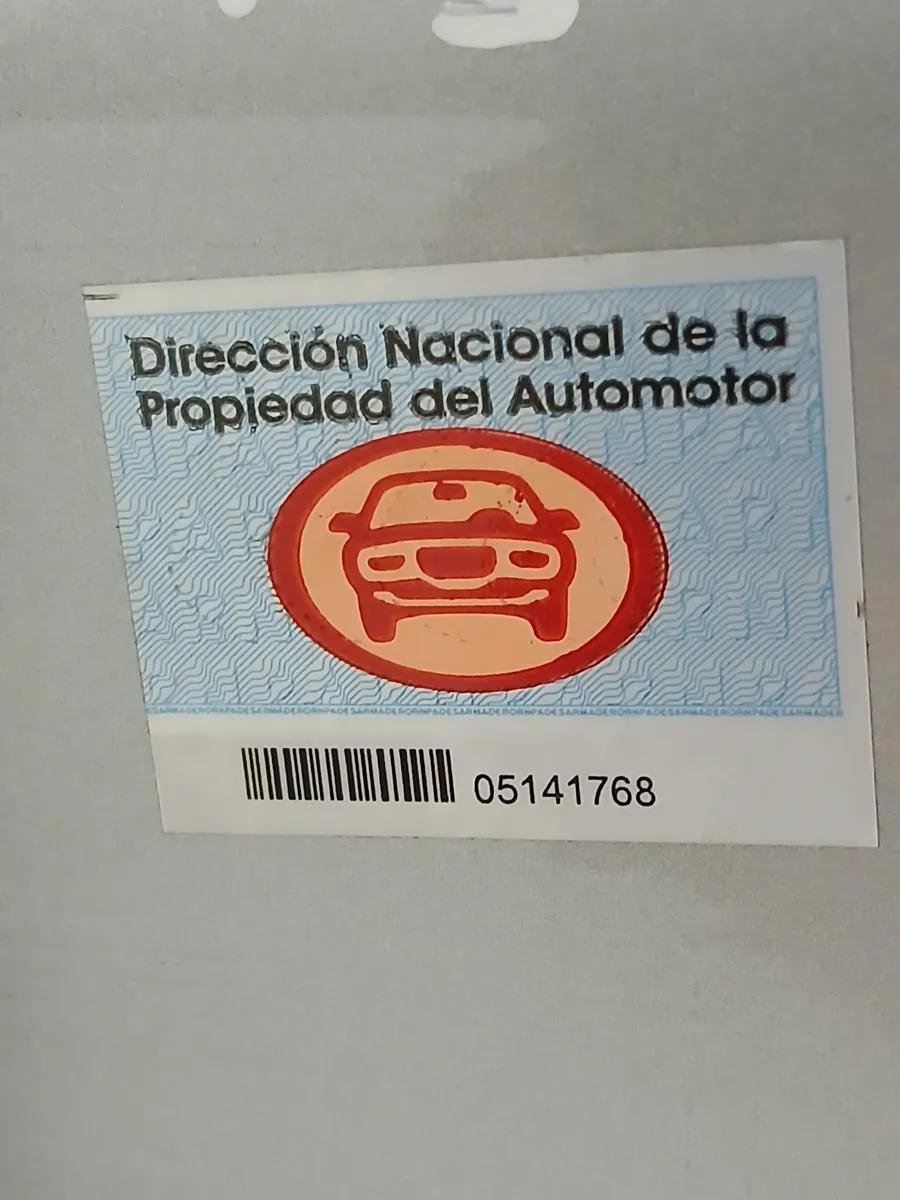 Dirección Nacional de la
Propiedad del Automotor
05141768